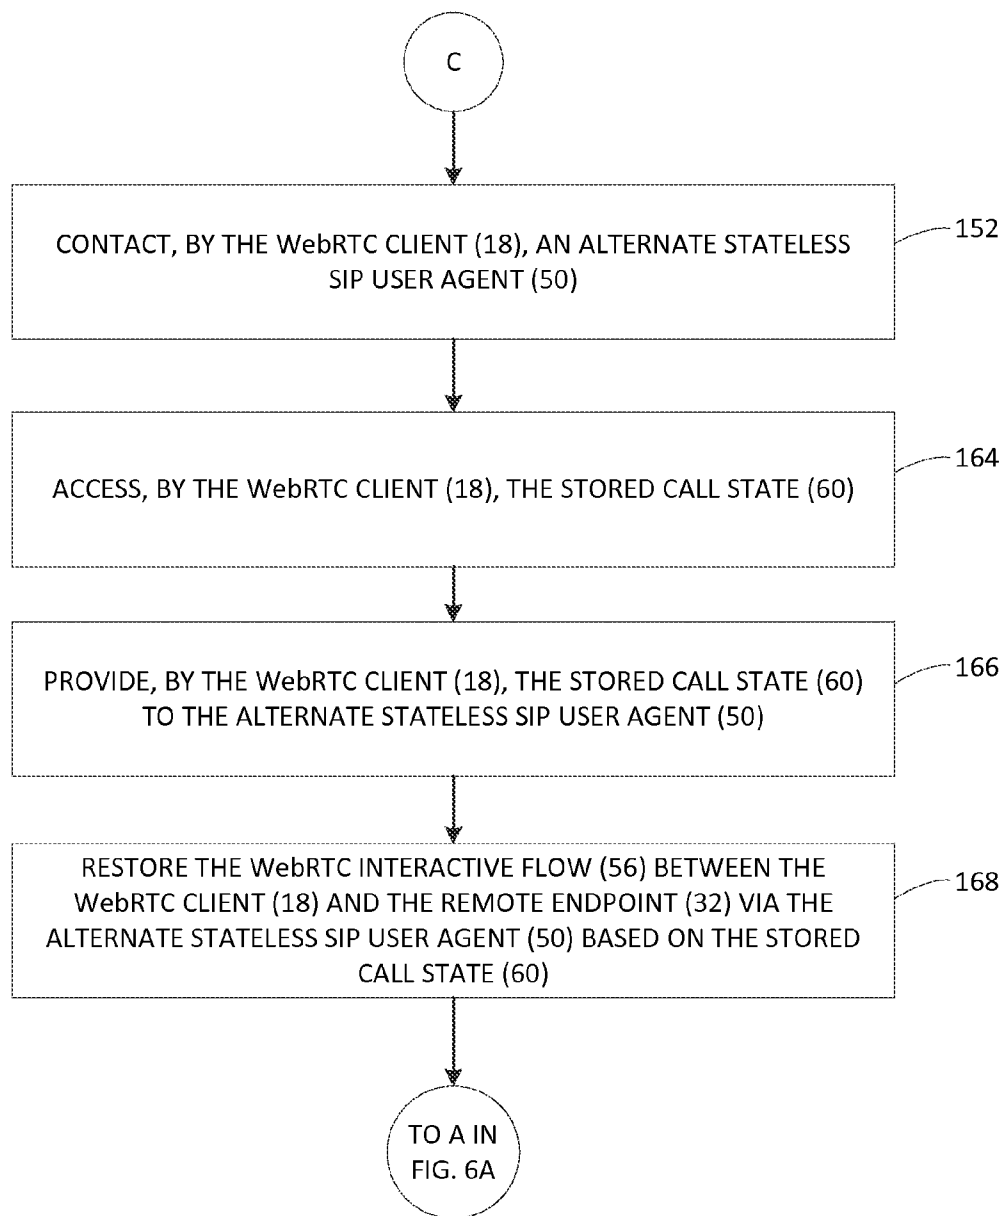 C
CONTACT, BY THE WebRTC CLIENT (18), AN ALTERNATE STATELESS
SIP USER AGENT (50)
152
ACCESS, BY THE WebRTC CLIENT (18), THE STORED CALL STATE (60)
164
PROVIDE, BY THE WebRTC CLIENT (18), THE STORED CALL STATE (60)
TO THE ALTERNATE STATELESS SIP USER AGENT (50)
166
RESTORE THE WebRTC INTERACTIVE FLOW (56) BETWEEN THE
WebRTC CLIENT (18) AND THE REMOTE ENDPOINT (32) VIA THE
ALTERNATE STATELESS SIP USER AGENT (50) BASED ON THE STORED
CALL STATE (60)
168
TO A IN
FIG. 6A